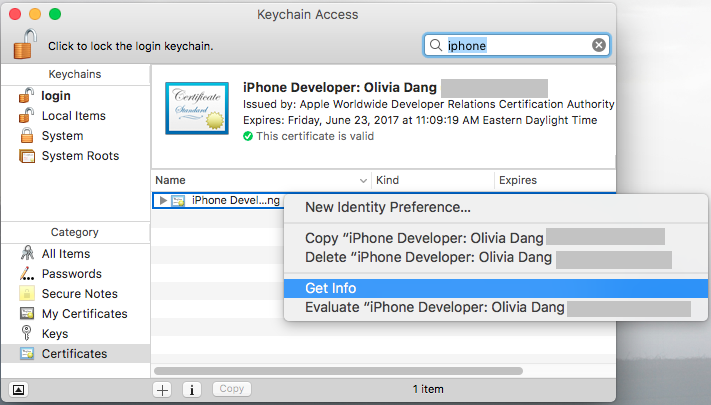 Keychain Access
Click to lock the login keychain.
iphone
Keychains
login
Local Items
System
System Roots
Certificate
Standard
iPhone Developer: Olivia Dang
Issued by: Apple Worldwide Developer Relations Certification Authority
Expires: Friday, June 23, 2017 at 11:09:19 AM Eastern Daylight Time
This certificate is valid
Name Kind Expires
iPhone Devel...ng
New Identity Preference...
Copy “iPhone Developer: Olivia Dang
Delete “iPhone Developer: Olivia Dang
Get Info
Evaluate “iPhone Developer: Olivia Dang
Category
All Items
Passwords
Secure Notes
My Certificates
Keys
Certificates
Copy
1 item